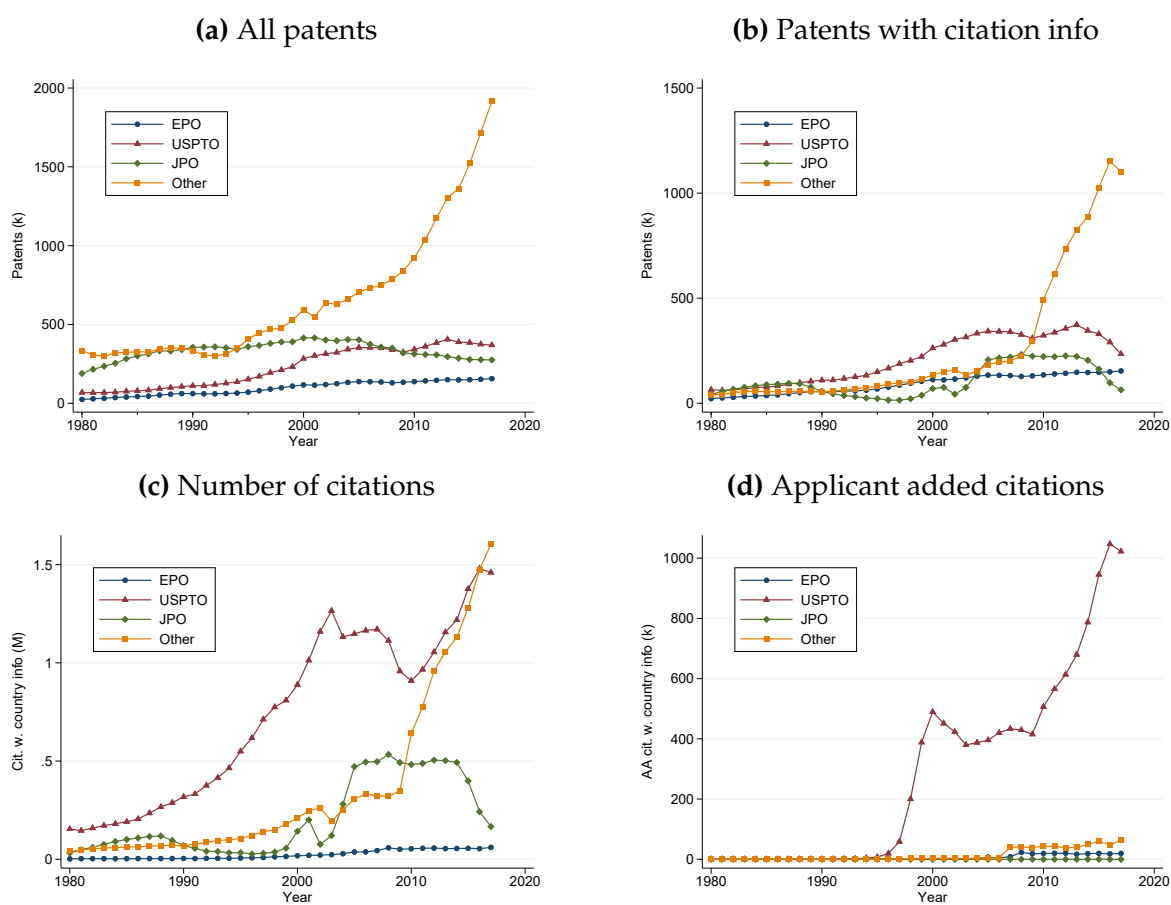 (a) All patents
Patents (k)
2000
1500
1000
500
0
EPO
USPTO
JPO
Other
1980 1990 2000 2010 2020
Year
(b) Patents with citation info
Patents (k)
1500
1000
500
0
EPO
USPTO
JPO
Other
1980 1990 2000 2010 2020
Year
(c) Number of citations
Cit. w. country info (M)
1.5
1
.5
0
EPO
USPTO
JPO
Other
1980 1990 2000 2010 2020
Year
(d) Applicant added citations
AA cit. w. country info (k)
1000
800
600
400
200
0
EPO
USPTO
JPO
Other
1980 1990 2000 2010 2020
Year